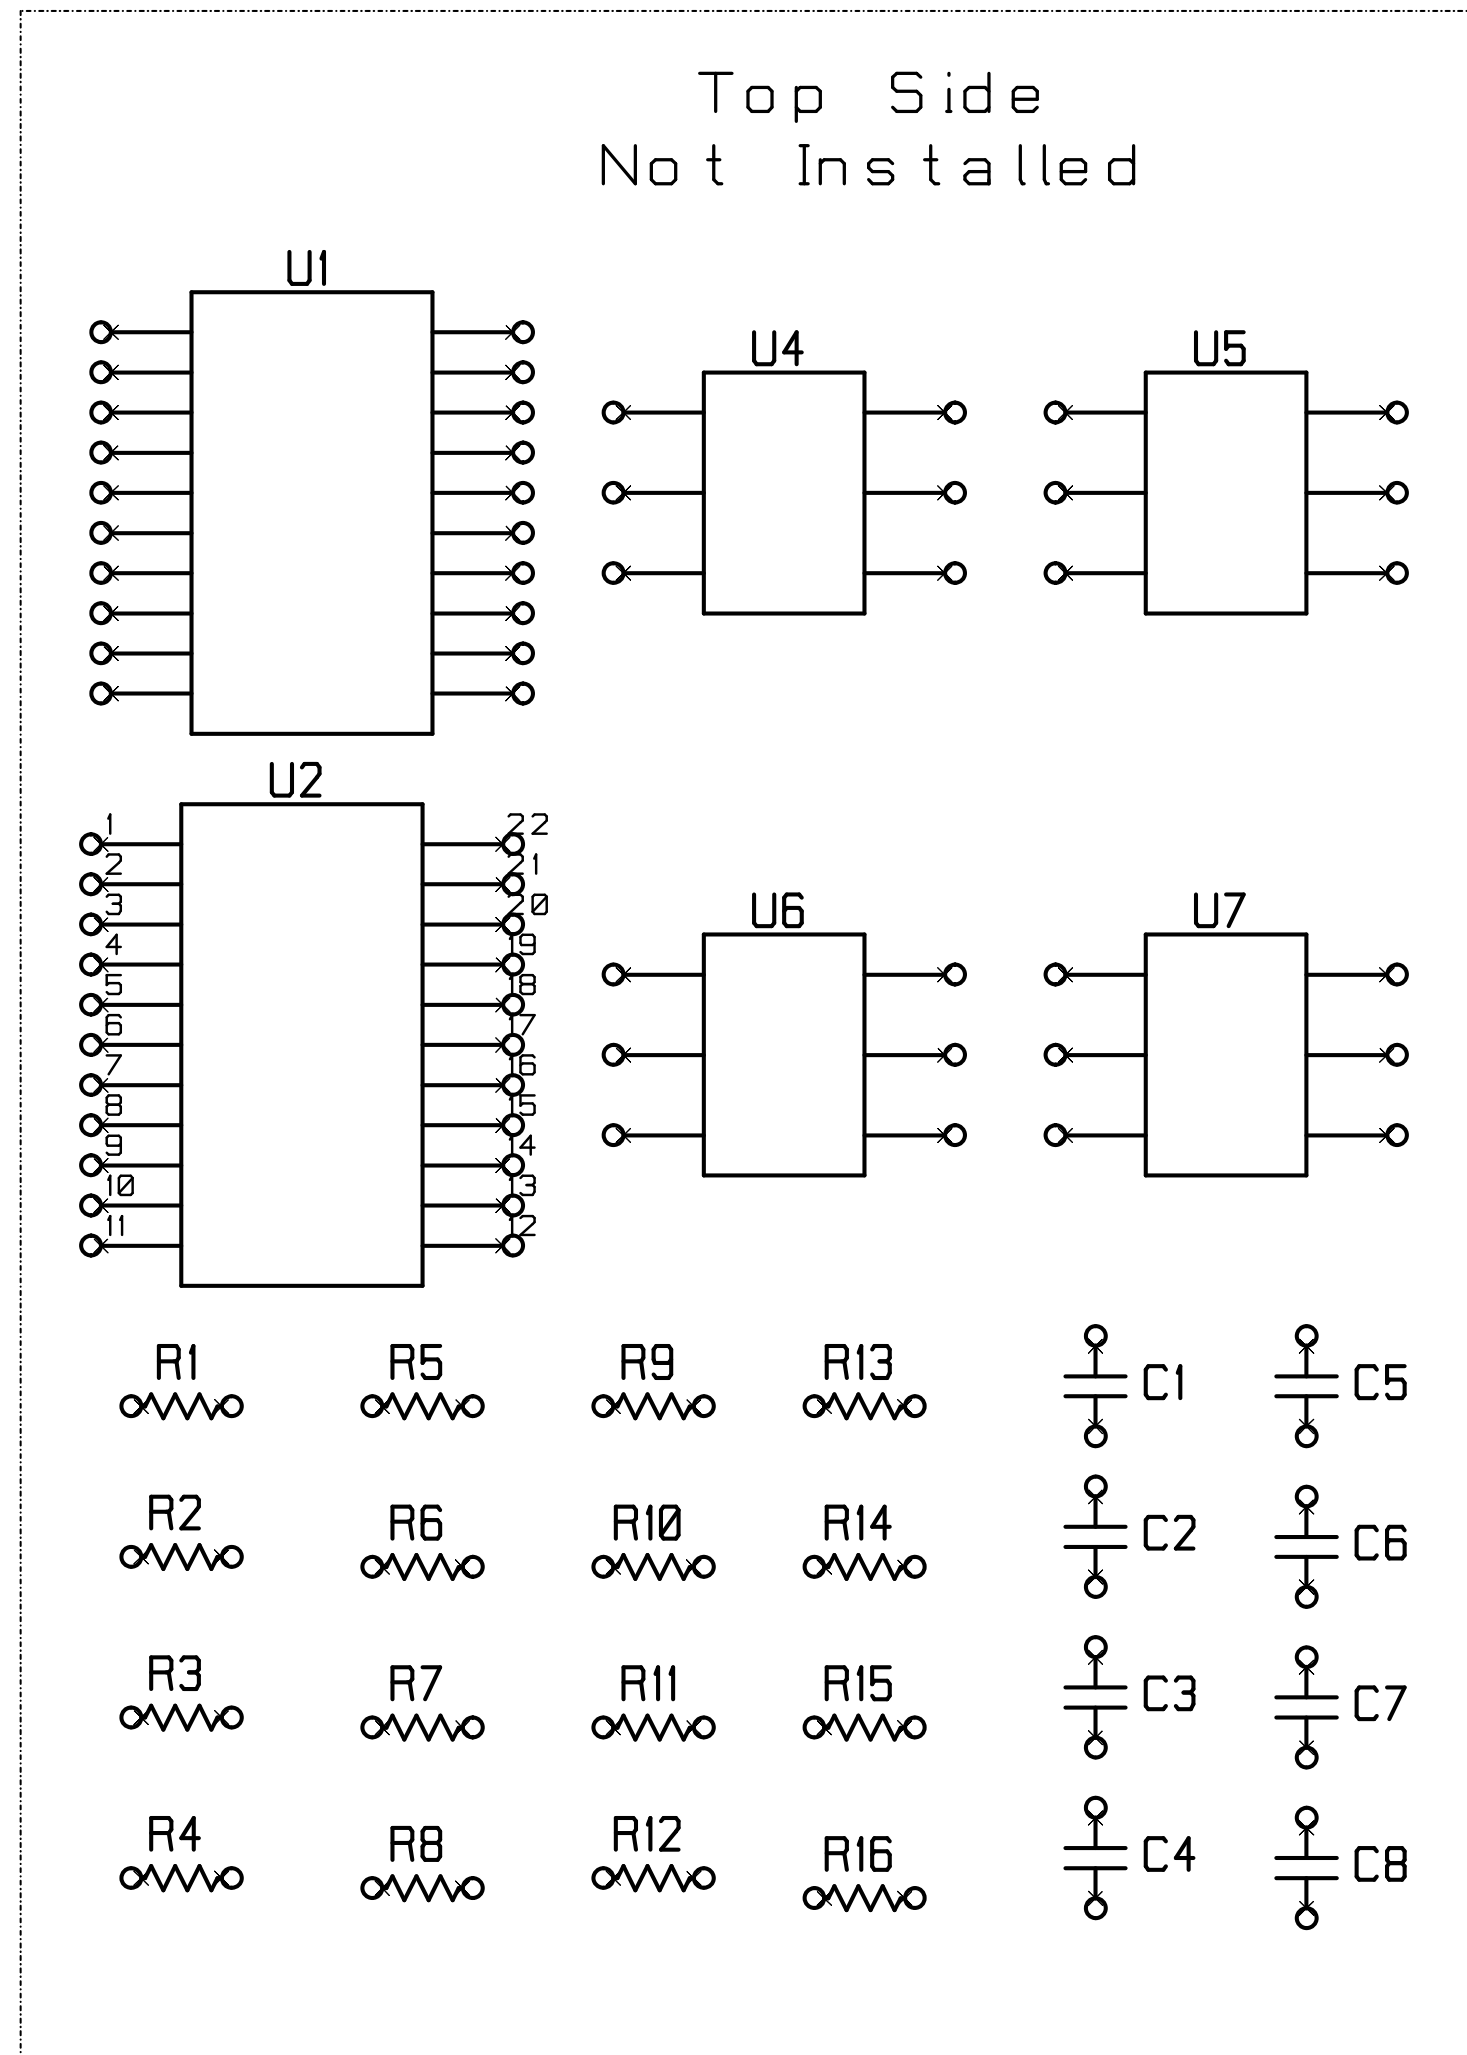 Top Side
Not Installed
U1
U4 U5
U2
1 22
2 21
3 20
4 19
5 18
6 17
7 16
8 15
9 14
10 13
11 12
U6 U7
R1 R5 R9 R13 C1 C5
R2 R6 R10 R14 C2 C6
R3 R7 R11 R15 C3 C7
R4 R8 R12 R16 C4 C8